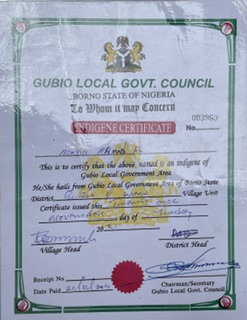 GUBIO LOCAL GOVT. COUNCIL
BORNO STATE OF NIGERIA
To Whom it may Concern
INDIGENE CERTIFICATE No.
This is to certify that the above, named is an indigene of
Gubio Local Government Area
He/She hails from Gubio Local Government Area of Borno State
District, Village Unit
Certificate issued this
November day of
Village Head
District Head
Receipt No
Date Paid
Chairman/Secretary
Gubio Local Govt. Council